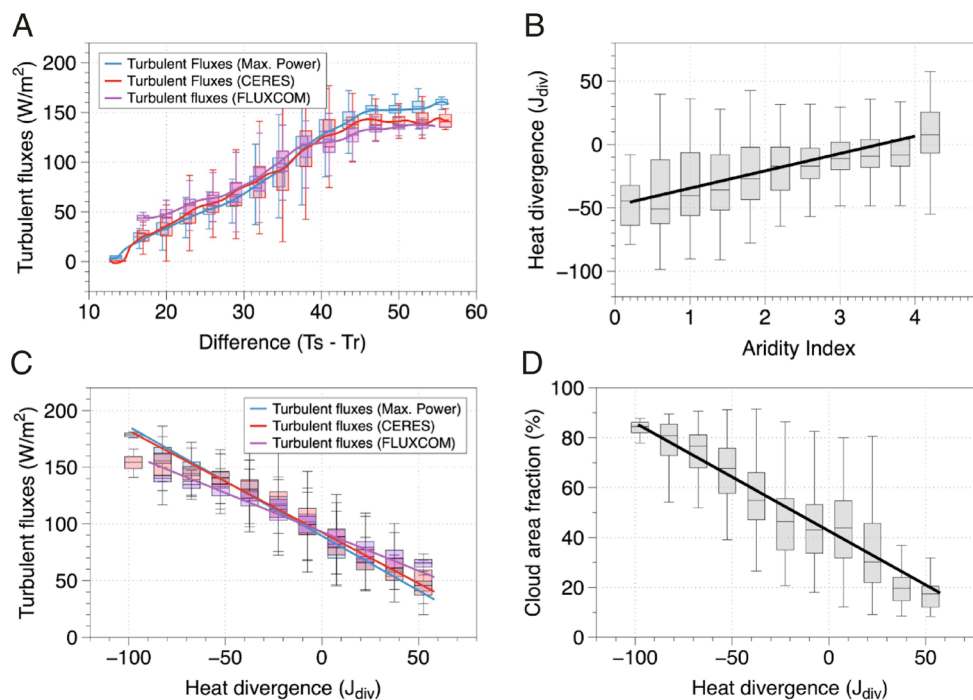 A
200
150
100
50
0
Turbulent fluxes (W/m²)
Turbulent Fluxes (Max. Power)
Turbulent Fluxes (CERES)
Turbulent fluxes (FLUXCOM)
10 20 30 40 50 60
Difference (Ts - Tr)
B
50
0
−50
−100
Heat divergence (Jdiv)
0 1 2 3 4
Aridity Index
C
200
150
100
50
0
Turbulent fluxes (W/m²)
Turbulent fluxes (Max. Power)
Turbulent fluxes (CERES)
Turbulent fluxes (FLUXCOM)
−100 −50 0 50
Heat divergence (Jdiv)
D
100
80
60
40
20
0
Cloud area fraction (%)
−100 −50 0 50
Heat divergence (Jdiv)